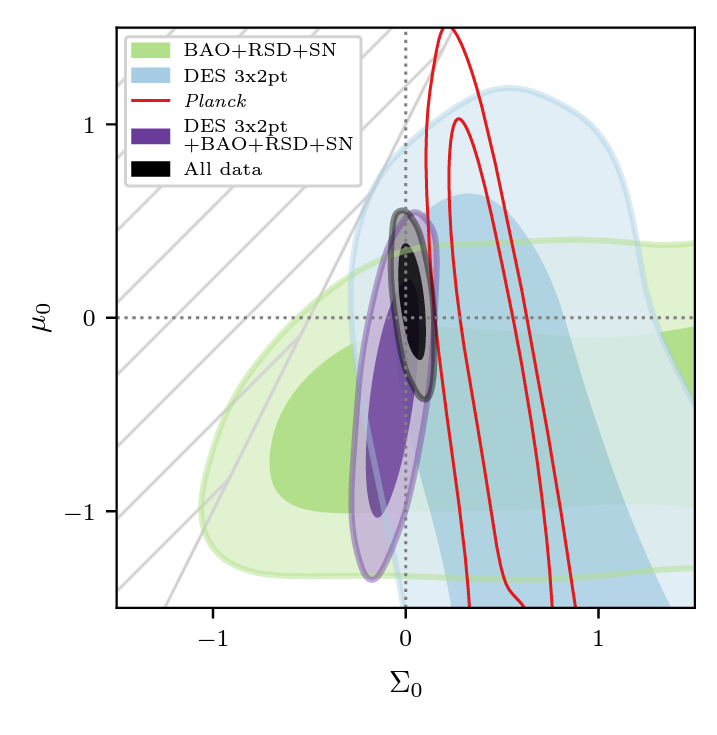 BAO+RSD+SN
DES 3x2pt
Planck
DES 3x2pt
+BAO+RSD+SN
All data
1
0
−1
μ₀
−1
0
1
Σ₀